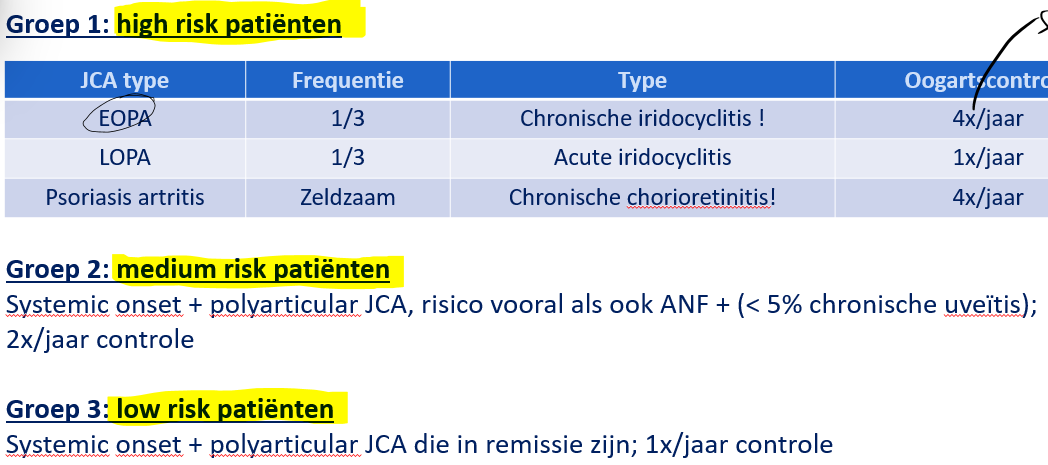 Groep 1: high risk patiënten
JCA type Frequentie Type Oogartscontro
EOPA 1/3 Chronische iridocyclitis ! 4x/jaar
LOPA 1/3 Acute iridocyclitis 1x/jaar
Psoriasis artritis Zeldzaam Chronische chorioretinitis! 4x/jaar
Groep 2: medium risk patiënten
Systemic onset + polyarticular JCA, risico vooral als ook ANF + (< 5% chronische uveïtis);
2x/jaar controle
Groep 3: low risk patiënten
Systemic onset + polyarticular JCA die in remissie zijn; 1x/jaar controle